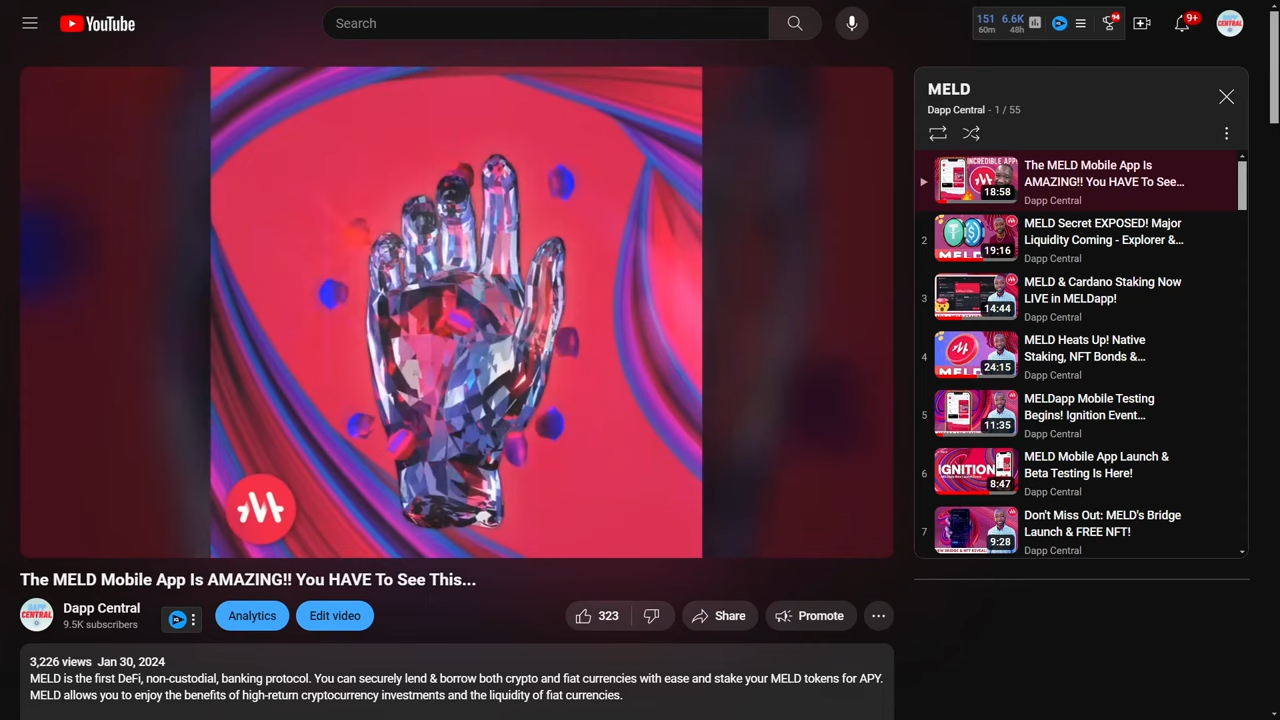 YouTube
Search
151
60m
6.6K
48h
94
9+
MELD
Dapp Central - 1 / 55
INCREDIBLE APP
18:58
The MELD Mobile App Is
AMAZING!! You HAVE To See...
Dapp Central
2
MELD
19:16
MELD Secret EXPOSED! Major
Liquidity Coming - Explorer &...
Dapp Central
3
14:44
MELD & Cardano Staking Now
LIVE in MELDapp!
Dapp Central
4
MELD
24:15
MELD Heats Up! Native
Staking, NFT Bonds &...
Dapp Central
5
11:35
MELDapp Mobile Testing
Begins! Ignition Event...
Dapp Central
6
IGNITION
8:47
MELD Mobile App Launch &
Beta Testing Is Here!
Dapp Central
7
9:28
Don't Miss Out: MELD's Bridge
Launch & FREE NFT!
Dapp Central
The MELD Mobile App Is AMAZING!! You HAVE To See This...
DAPP
CENTRAL
Dapp Central
9.5K subscribers
Analytics
Edit video
323
Share
Promote
3,226 views Jan 30, 2024
MELD is the first DeFi, non-custodial, banking protocol. You can securely lend & borrow both crypto and fiat currencies with ease and stake your MELD tokens for APY.
MELD allows you to enjoy the benefits of high-return cryptocurrency investments and the liquidity of fiat currencies.